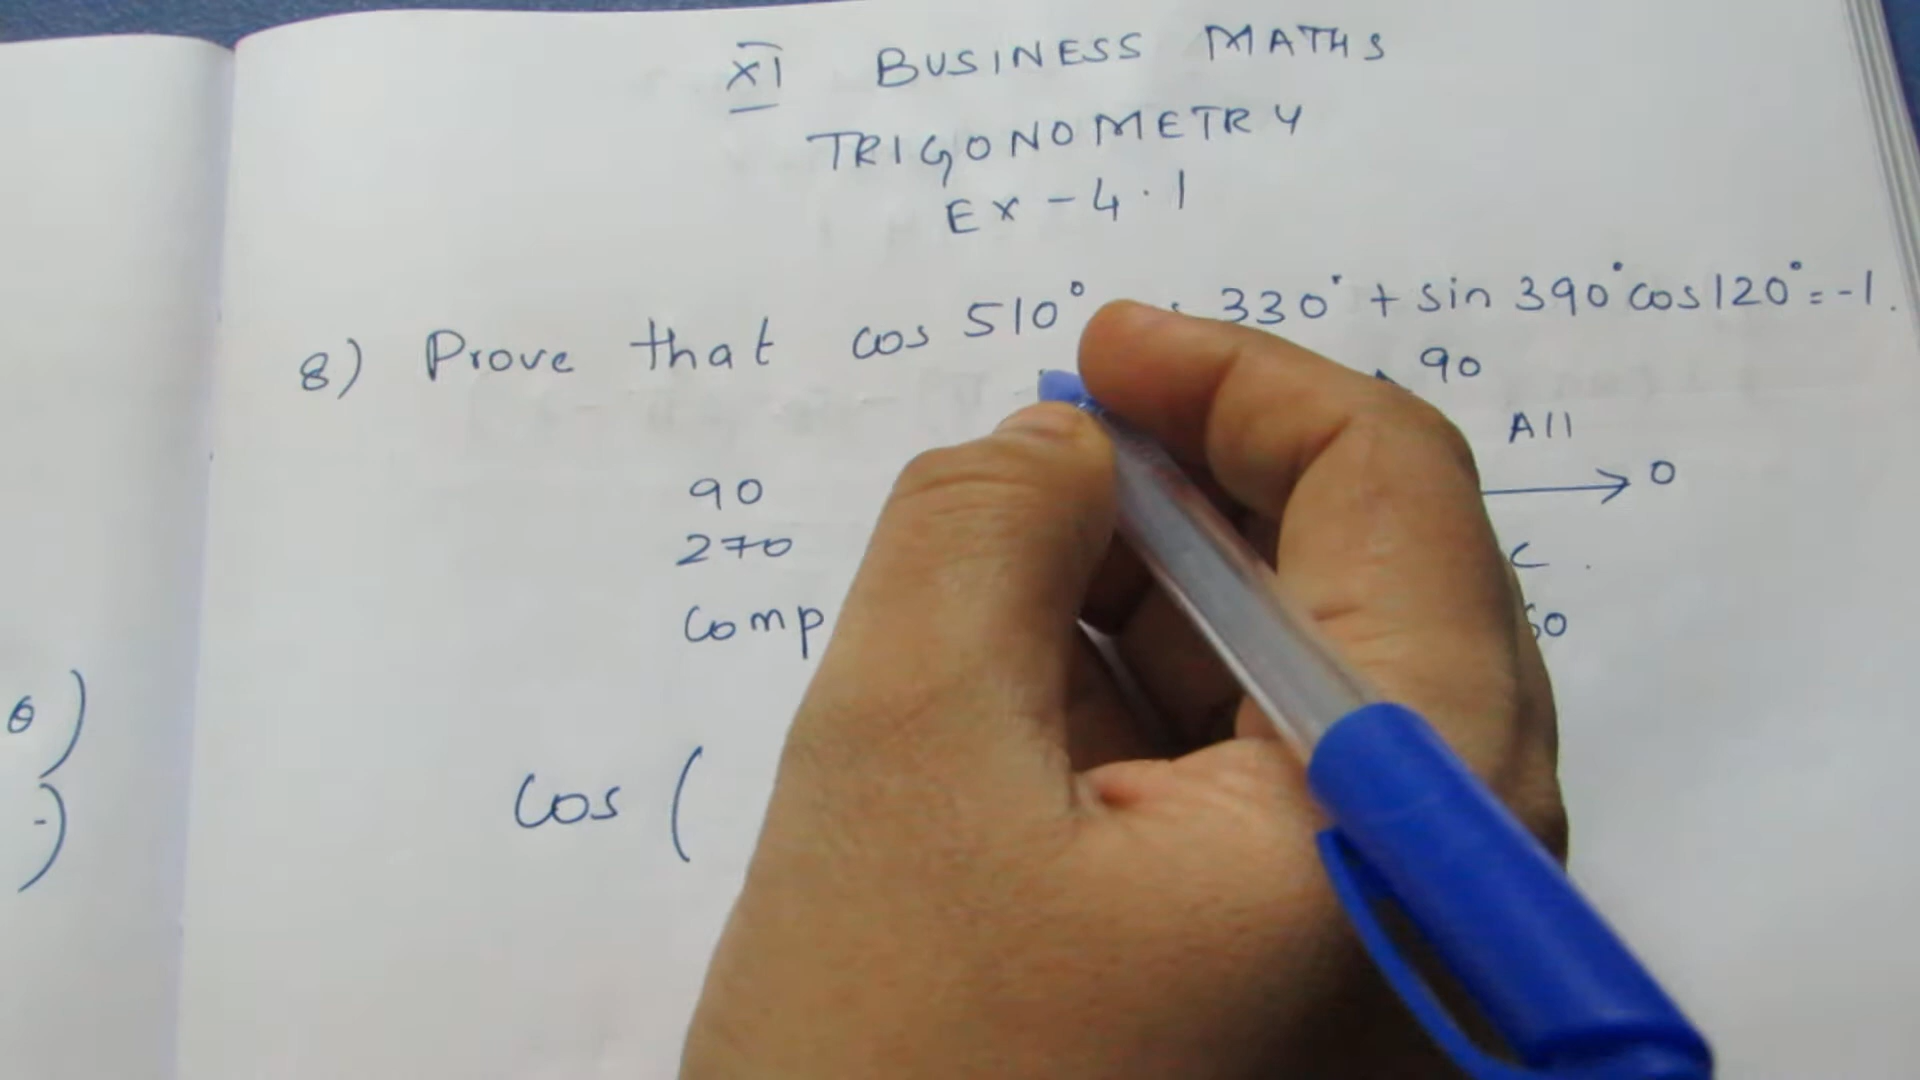 XI BUSINESS MATHS
TRIGONOMETRY
Ex - 4.1
8) Prove that cos 510° 330° + sin 390° cos 120° = -1.
90
All
90
0
270
C
comp
θ)
cos (
-)